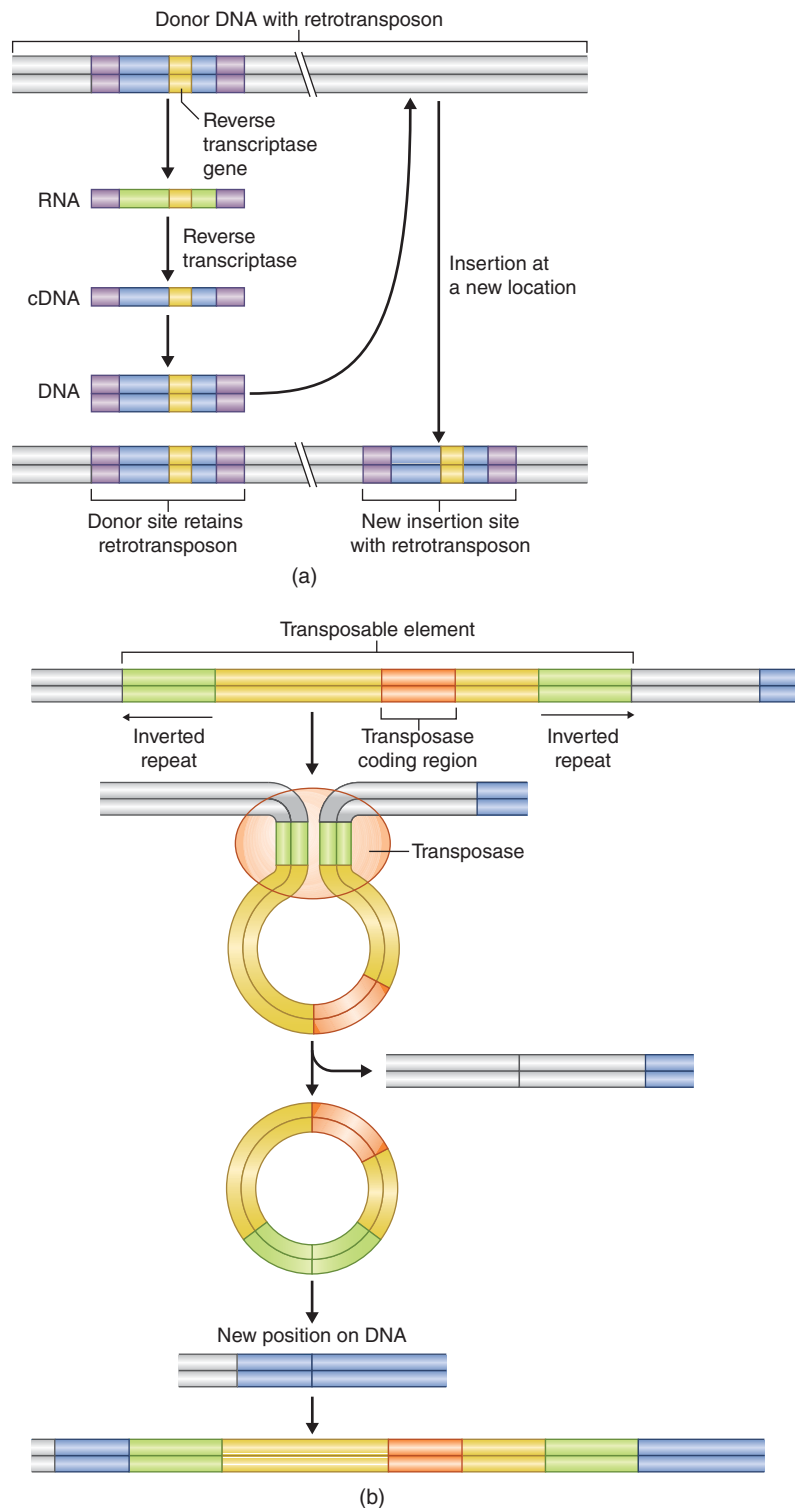 Donor DNA with retrotransposon
Reverse
transcriptase
gene
RNA
Reverse
transcriptase
Insertion at
a new location
cDNA
DNA
Donor site retains
retrotransposon
New insertion site
with retrotransposon
(a)
Transposable element
Inverted
repeat
Transposase
coding region
Inverted
repeat
Transposase
New position on DNA
(b)